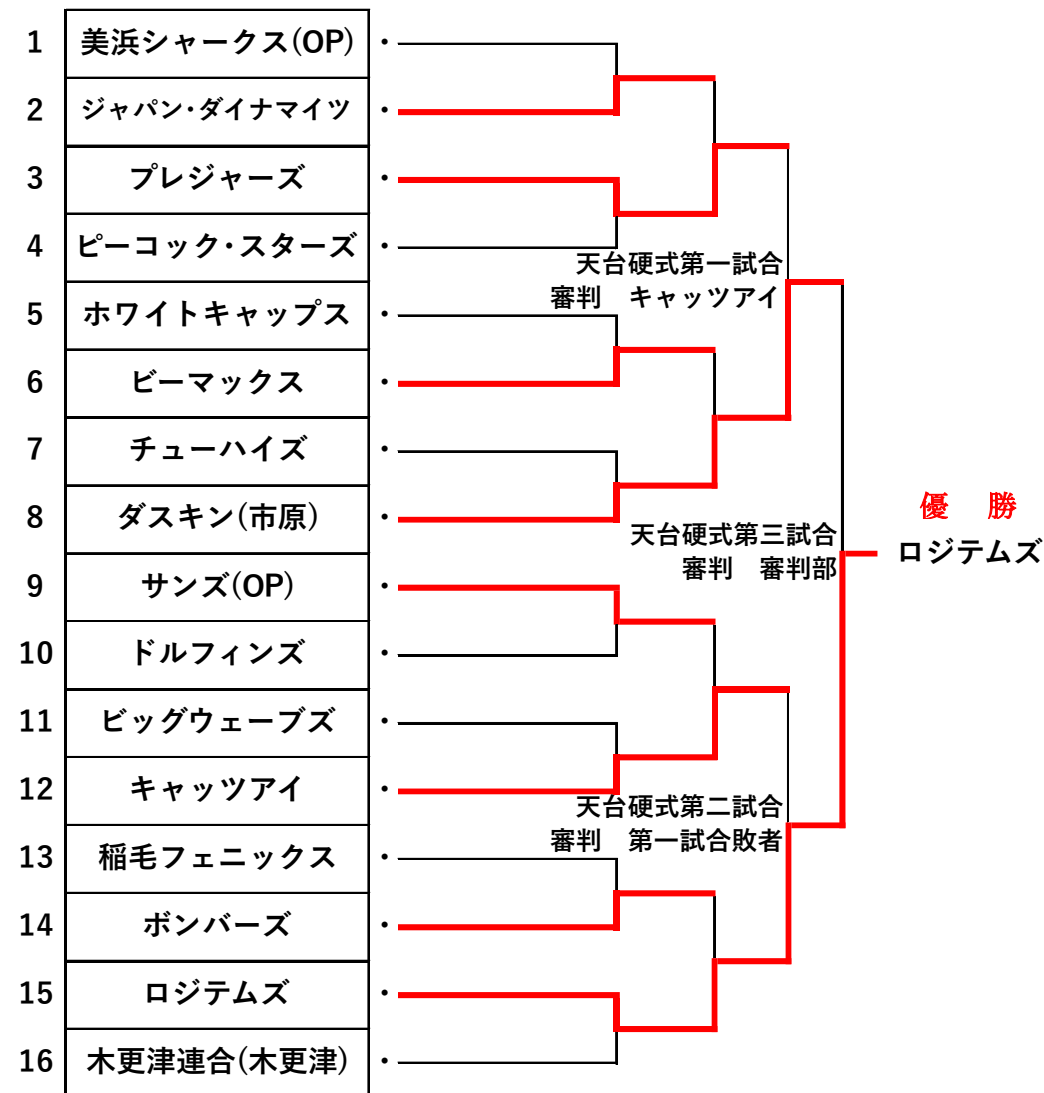 1 美浜シャークス(OP) ・
2 ジャパン・ダイナマイツ ・
3 プレジャーズ ・
4 ピーコック・スターズ ・
天台硬式第一試合
審判 キャッツアイ
5 ホワイトキャップス ・
6 ビーマックス ・
7 チューハイズ ・
8 ダスキン(市原) ・
優 勝
天台硬式第三試合
ロジテムズ
審判 審判部
9 サンズ(OP) ・
10 ドルフィンズ ・
11 ビッグウェーブズ ・
12 キャッツアイ ・
天台硬式第二試合
審判 第一試合敗者
13 稲毛フェニックス ・
14 ボンバーズ ・
15 ロジテムズ ・
16 木更津連合(木更津) ・